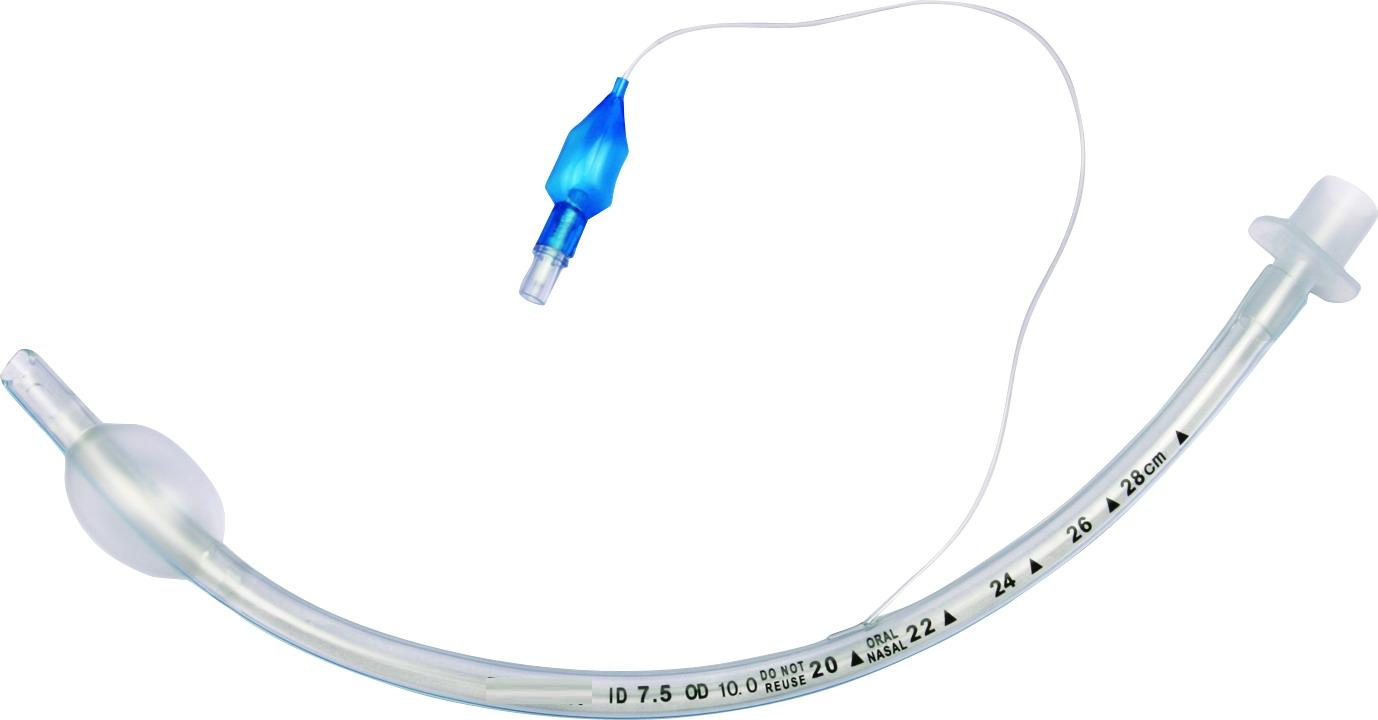 ID 7.5 OD 10.0 DO NOT REUSE 20 ▲ ORAL NASAL 22 ▲ 24 ▲ 26 ▲ 28cm ▲